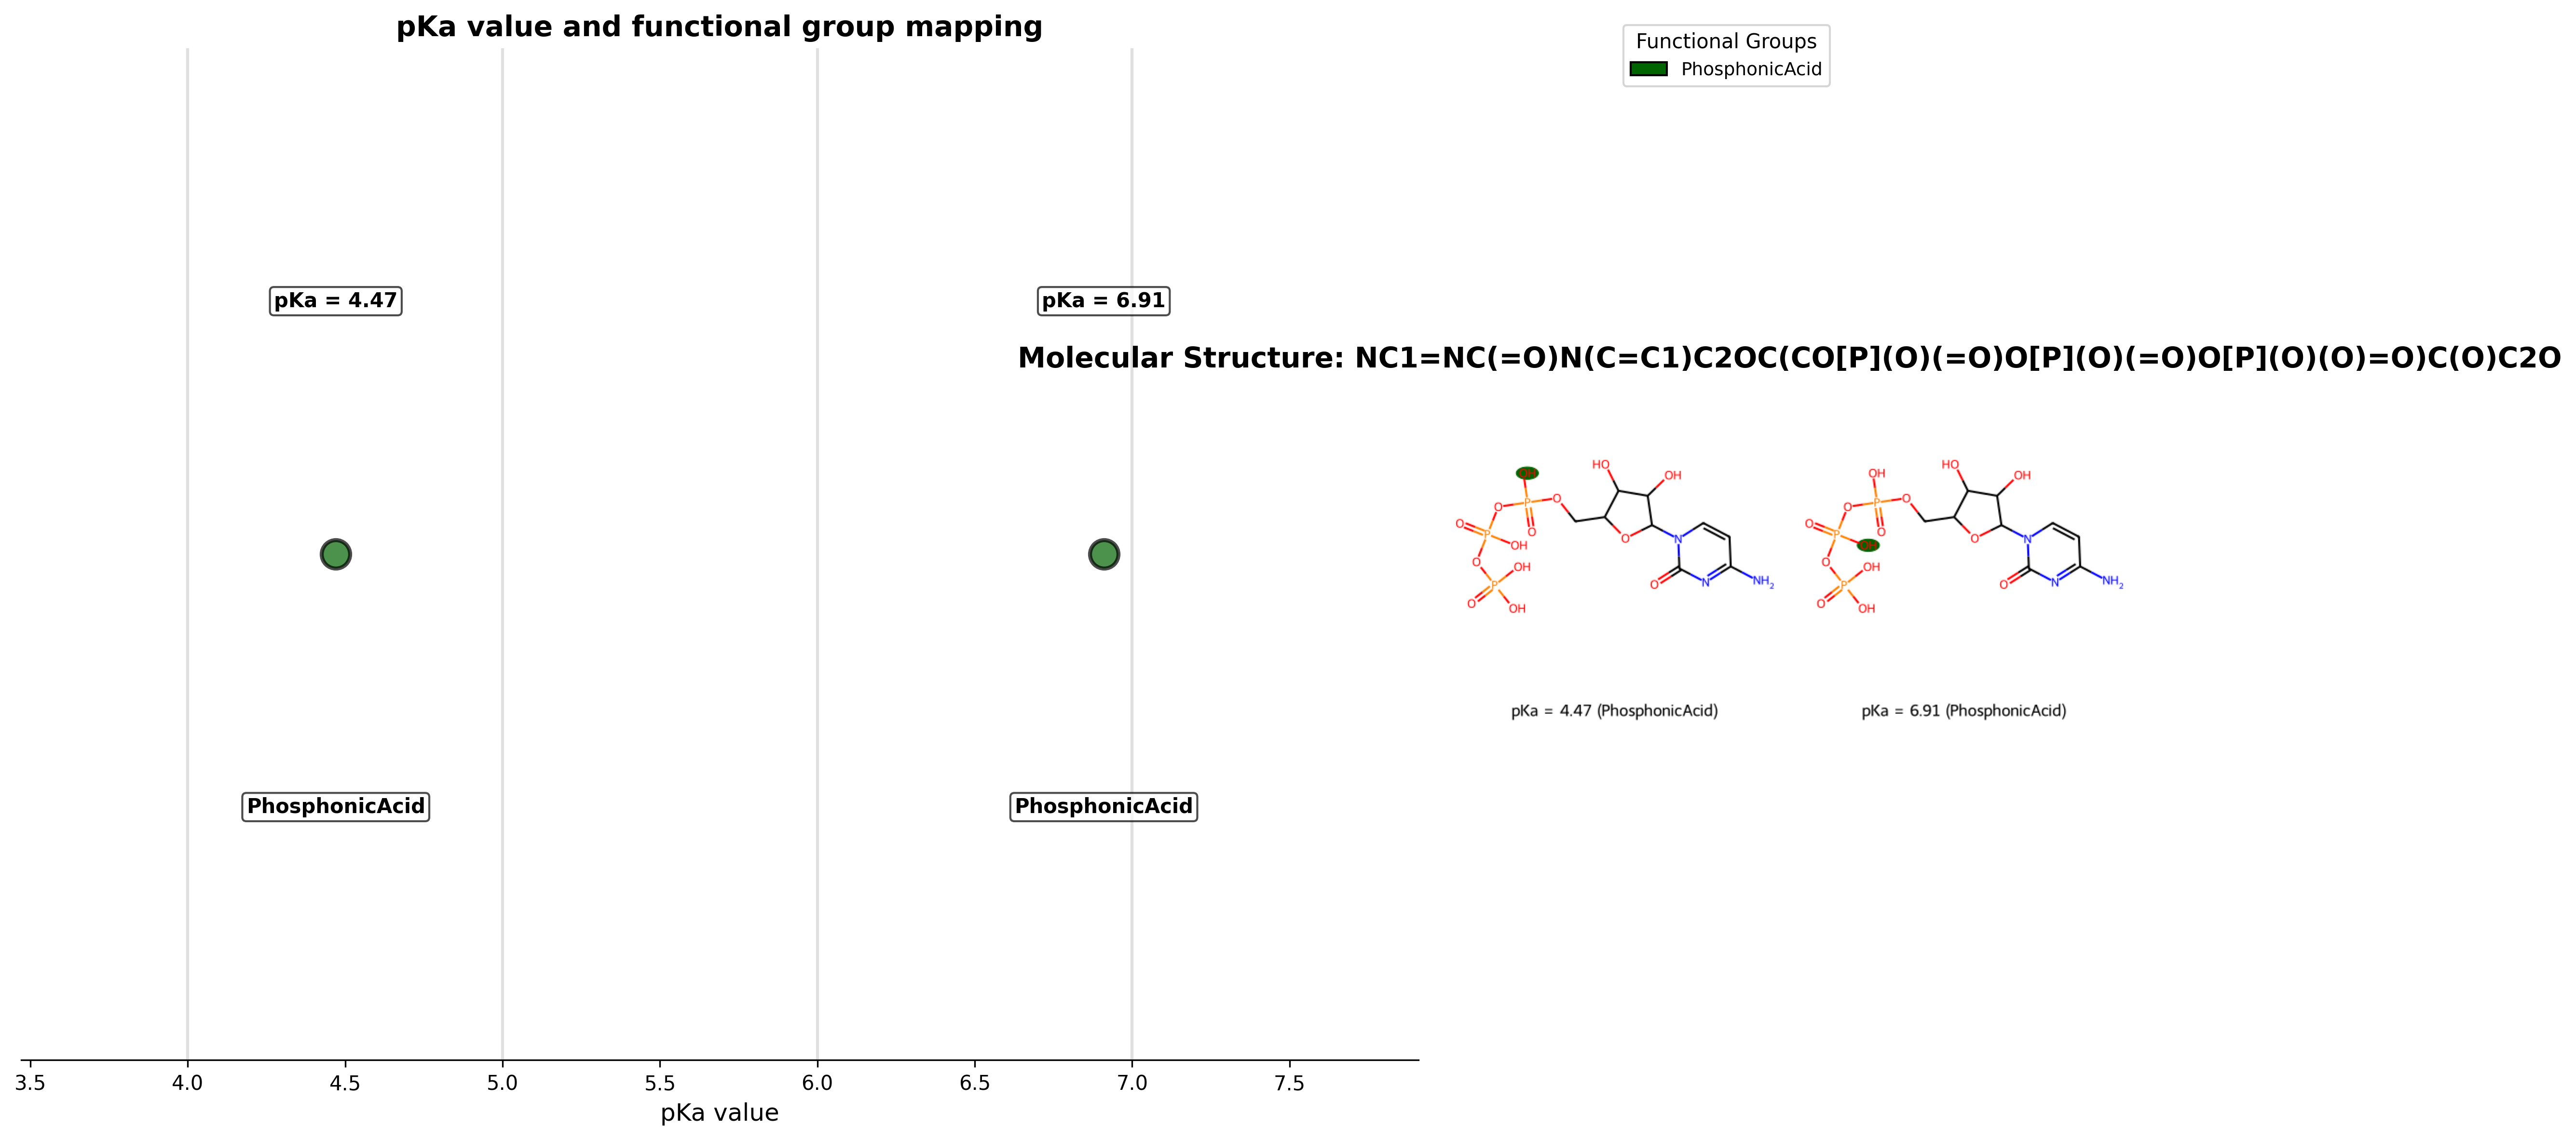 pKa value and functional group mapping
Functional Groups
PhosphonicAcid
pKa = 4.47
pKa = 6.91
Molecular Structure: NC1=NC(=O)N(C=C1)C2OC(CO[P](O)(=O)O[P](O)(=O)O[P](O)(O)=O)C(O)C2O
HO
OH
O
P
O
O
O
P
OH
O
O
N
O
P
OH
O
OH
O
N
NH2
HO
OH
OH
O
P
O
O
O
P
O
O
N
O
P
OH
O
OH
O
N
NH2
pKa = 4.47 (PhosphonicAcid)
pKa = 6.91 (PhosphonicAcid)
PhosphonicAcid
PhosphonicAcid
3.5 4.0 4.5 5.0 5.5 6.0 6.5 7.0 7.5
pKa value